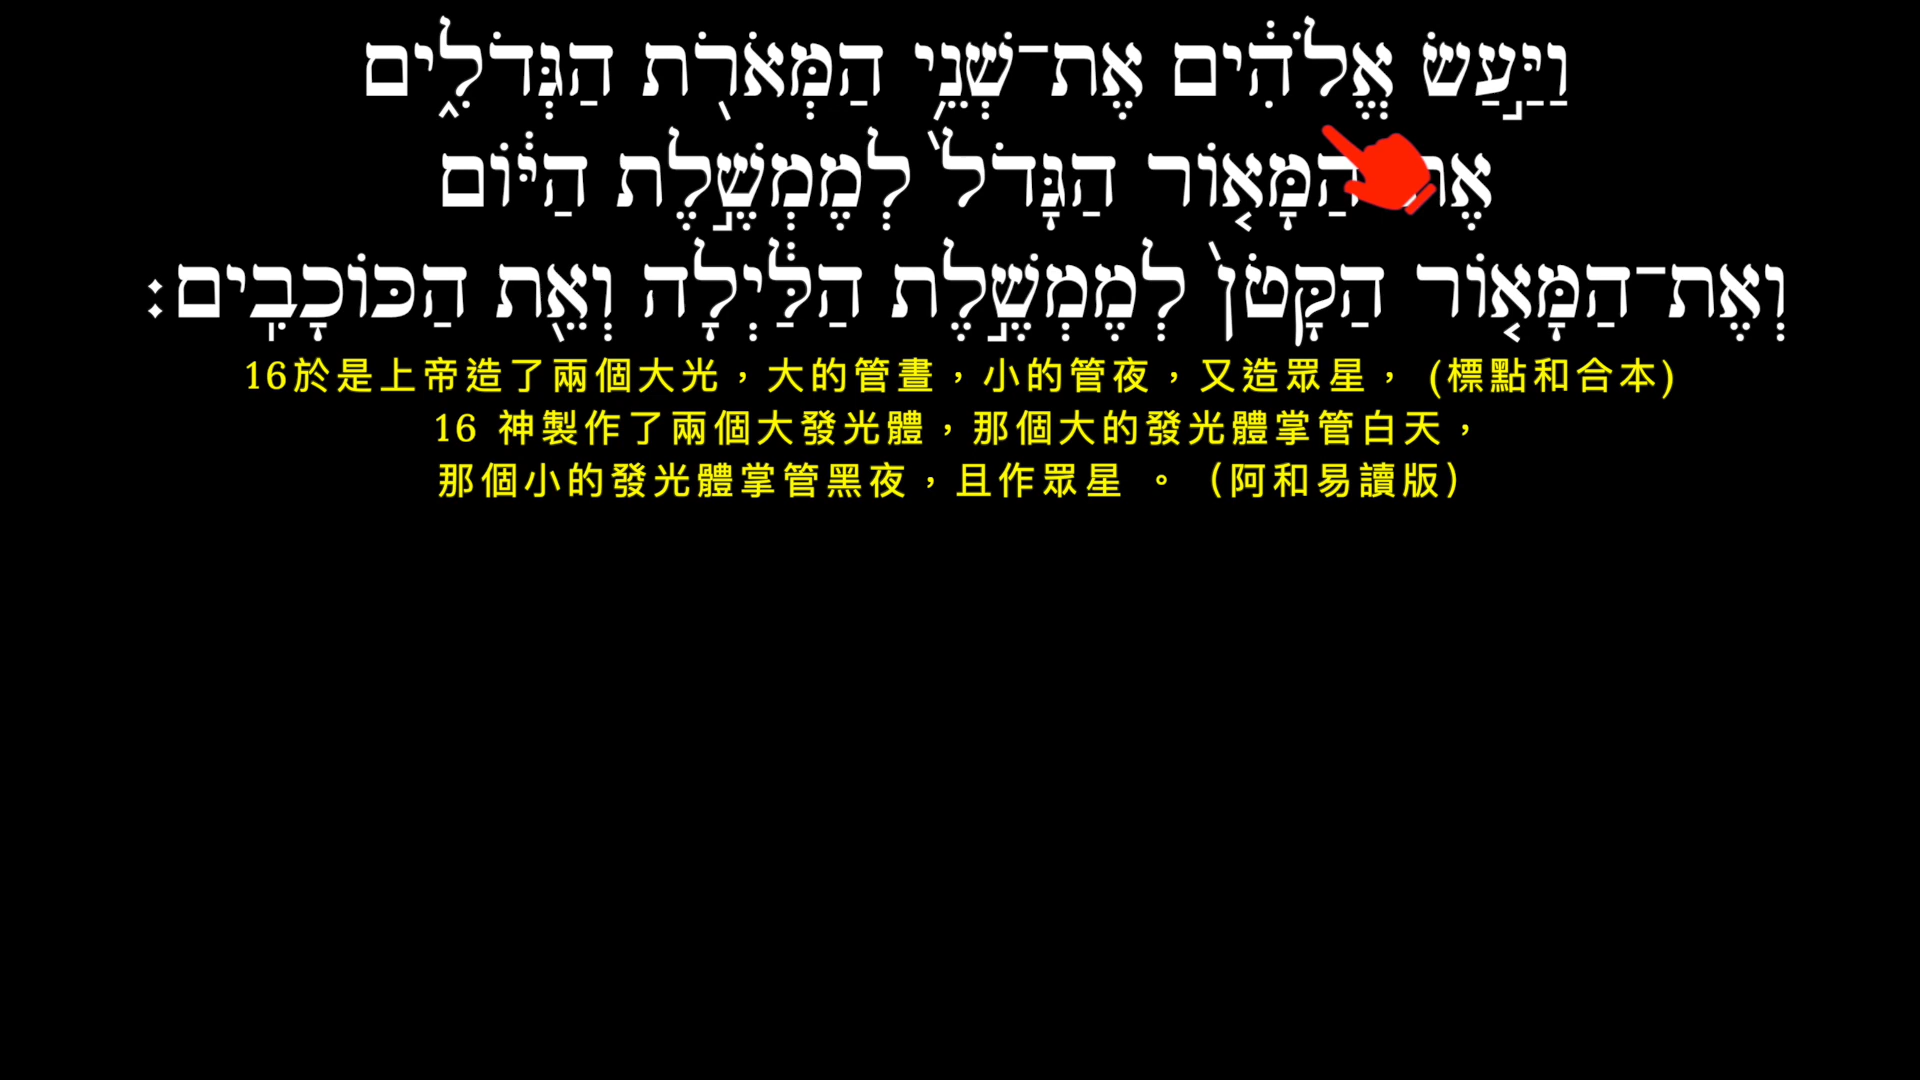 וַיַּ֣עַשׂ אֱלֹהִ֔ים אֶת־שְׁנֵ֥י הַמְּאֹרֹ֖ת הַגְּדֹלִ֑ים
הַמָּא֤וֹר הַגָּדֹל֙ לְמֶמְשֶׁ֣לֶת הַיּ֔וֹם
וְאֶת־הַמָּא֤וֹר הַקָּטֹן֙ לְמֶמְשֶׁ֣לֶת הַלַּ֔יְלָה וְאֵ֖ת הַכּוֹכָבִֽים׃
16於是上帝造了兩個大光，大的管晝，小的管夜，又造眾星， (標點和合本)
16 神製作了兩個大發光體，那個大的發光體掌管白天，
那個小的發光體掌管黑夜，且作眾星 。（阿和易讀版）